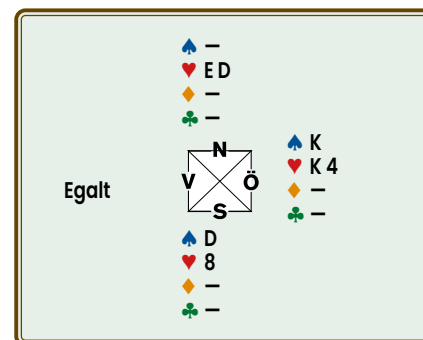 ♠ –
♥ E D
♦ –
♣ –
♠ K
♥ K 4
♦ –
♣ –
N
V Ö
S
Egalt
♠ D
♥ 8
♦ –
♣ –